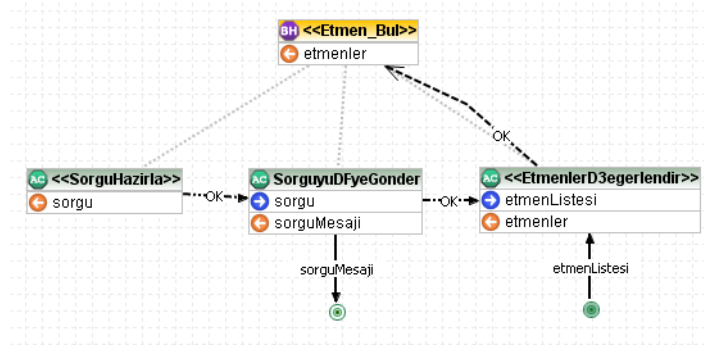 BH <<Etmen_Bul>>
etmenler
OK
AC <<SorguHazirla>>
sorgu
OK
AC SorguyuDFyeGonder
sorgu
sorguMesaji
OK
AC <<EtmenlerD3egerlendir>>
etmenListesi
etmenler
sorguMesaji
etmenListesi